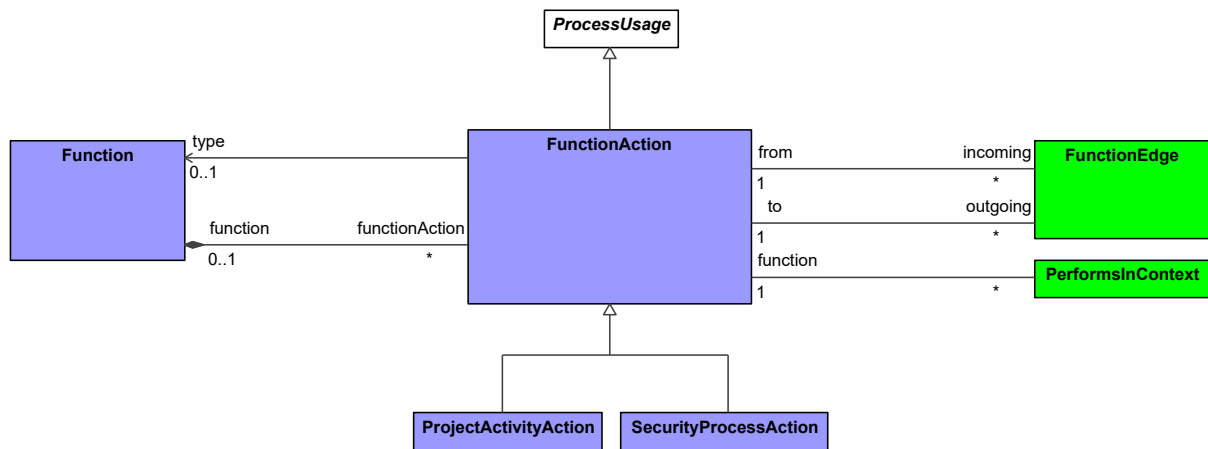 ProcessUsage
Function
type
0..1
function
functionAction
0..1
*
FunctionAction
from
incoming
1
*
to
outgoing
1
*
function
1
*
FunctionEdge
PerformsInContext
ProjectActivityAction
SecurityProcessAction